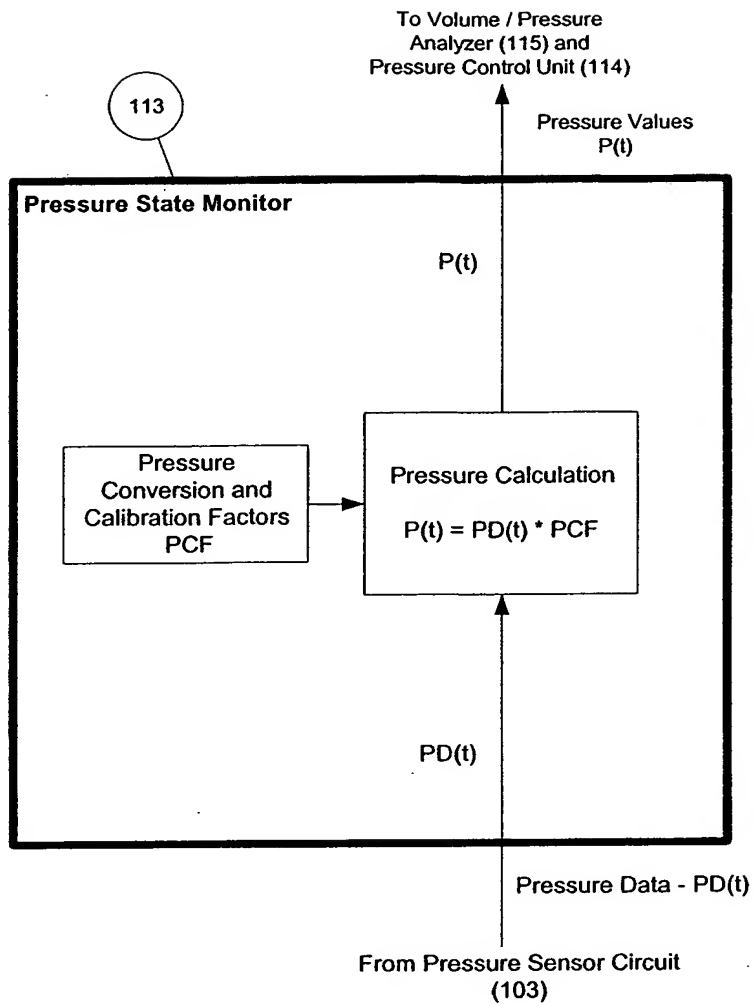 To Volume / Pressure
Analyzer (115) and
Pressure Control Unit (114)
113
Pressure Values
P(t)
Pressure State Monitor
P(t)
Pressure
Conversion and
Calibration Factors
PCF
Pressure Calculation
P(t) = PD(t) * PCF
PD(t)
Pressure Data - PD(t)
From Pressure Sensor Circuit
(103)